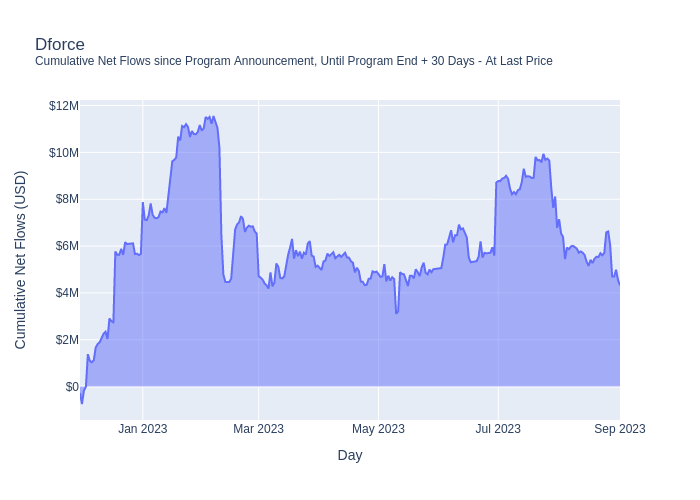 Dforce
Cumulative Net Flows since Program Announcement, Until Program End + 30 Days - At Last Price
Cumulative Net Flows (USD)
$12M
$10M
$8M
$6M
$4M
$2M
$0
Jan 2023
Mar 2023
May 2023
Jul 2023
Sep 2023
Day